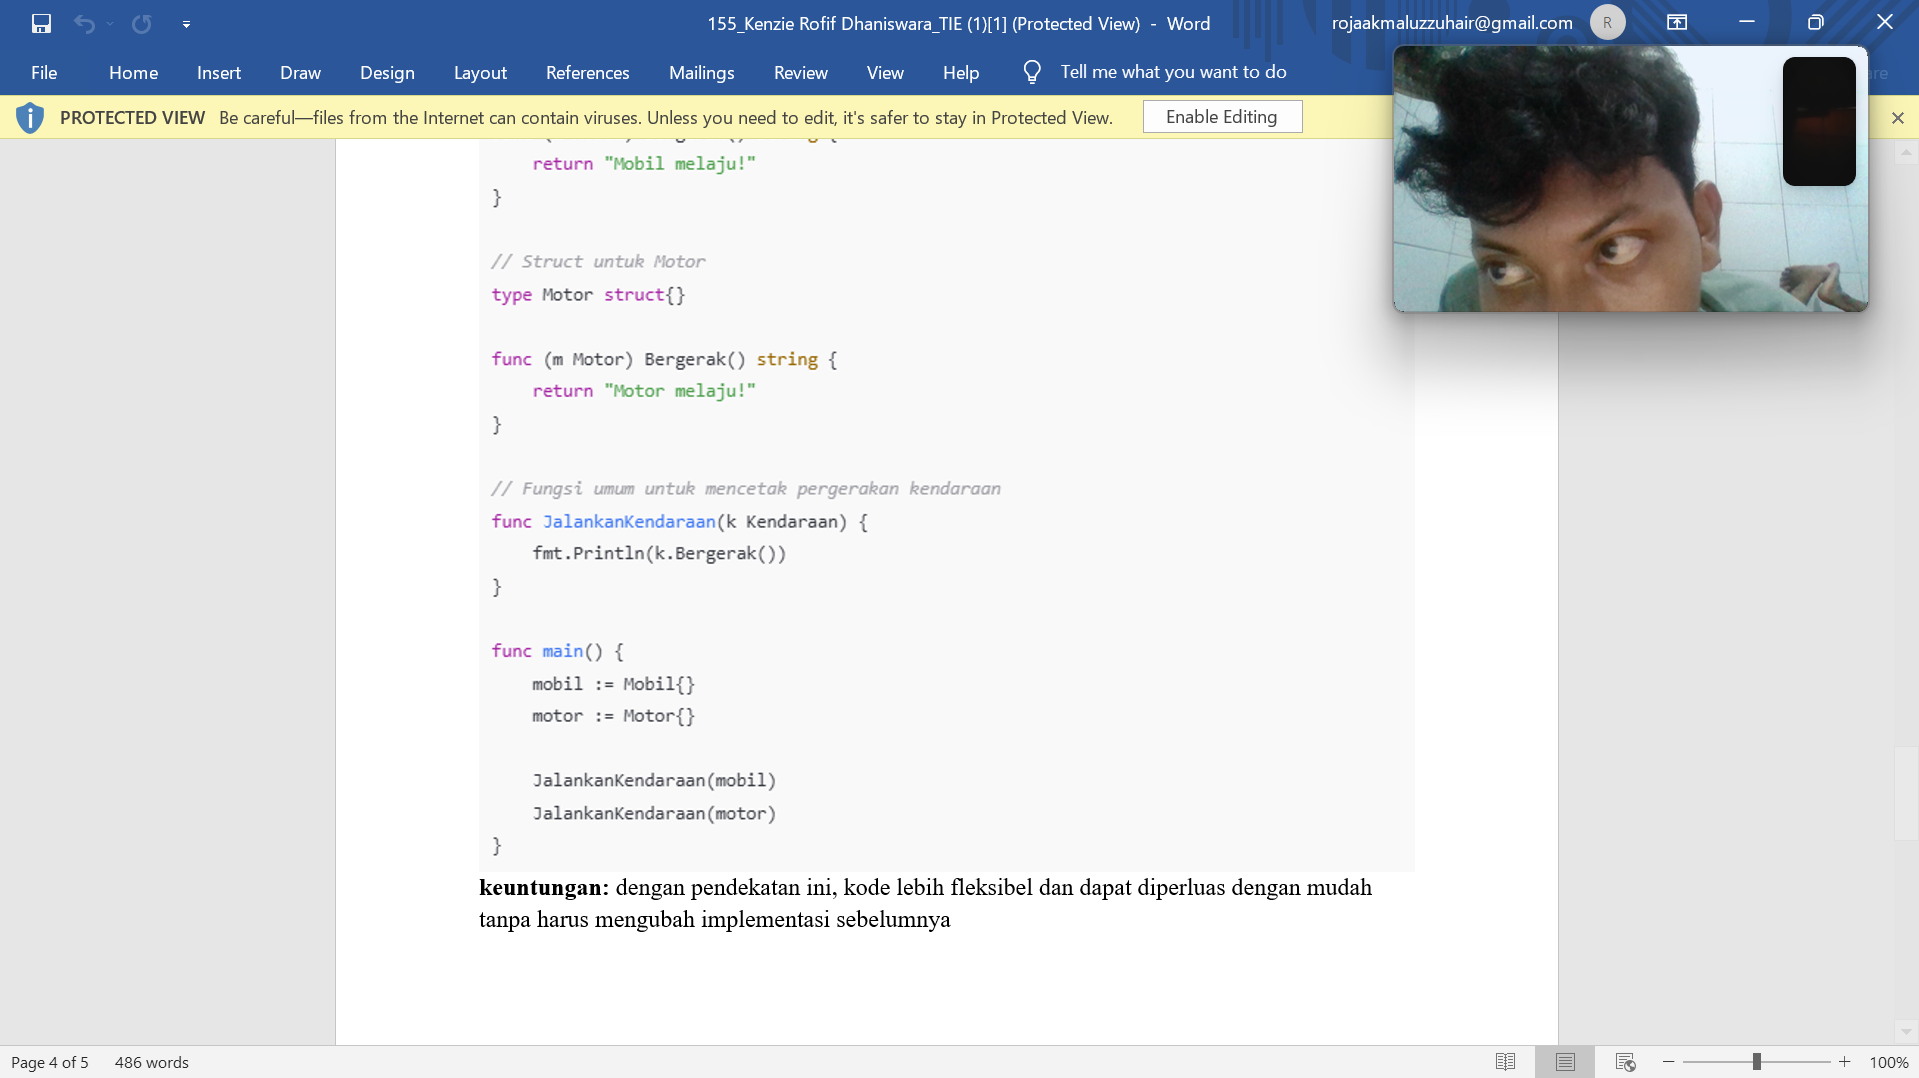 155_Kenzie Rofif Dhaniswara_TIE (1)[1] (Protected View) - Word
rojaakmaluzzuhair@gmail.com
R
File Home Insert Draw Design Layout References Mailings Review View Help Tell me what you want to do
PROTECTED VIEW Be careful—files from the Internet can contain viruses. Unless you need to edit, it's safer to stay in Protected View. Enable Editing
return "Mobil melaju!"
}
// Struct untuk Motor
type Motor struct{}
func (m Motor) Bergerak() string {
return "Motor melaju!"
}
// Fungsi umum untuk mencetak pergerakan kendaraan
func JalankanKendaraan(k Kendaraan) {
fmt.Println(k.Bergerak())
}
func main() {
mobil := Mobil{}
motor := Motor{}
JalankanKendaraan(mobil)
JalankanKendaraan(motor)
}
keuntungan: dengan pendekatan ini, kode lebih fleksibel dan dapat diperluas dengan mudah
tanpa harus mengubah implementasi sebelumnya
Page 4 of 5 486 words
100%